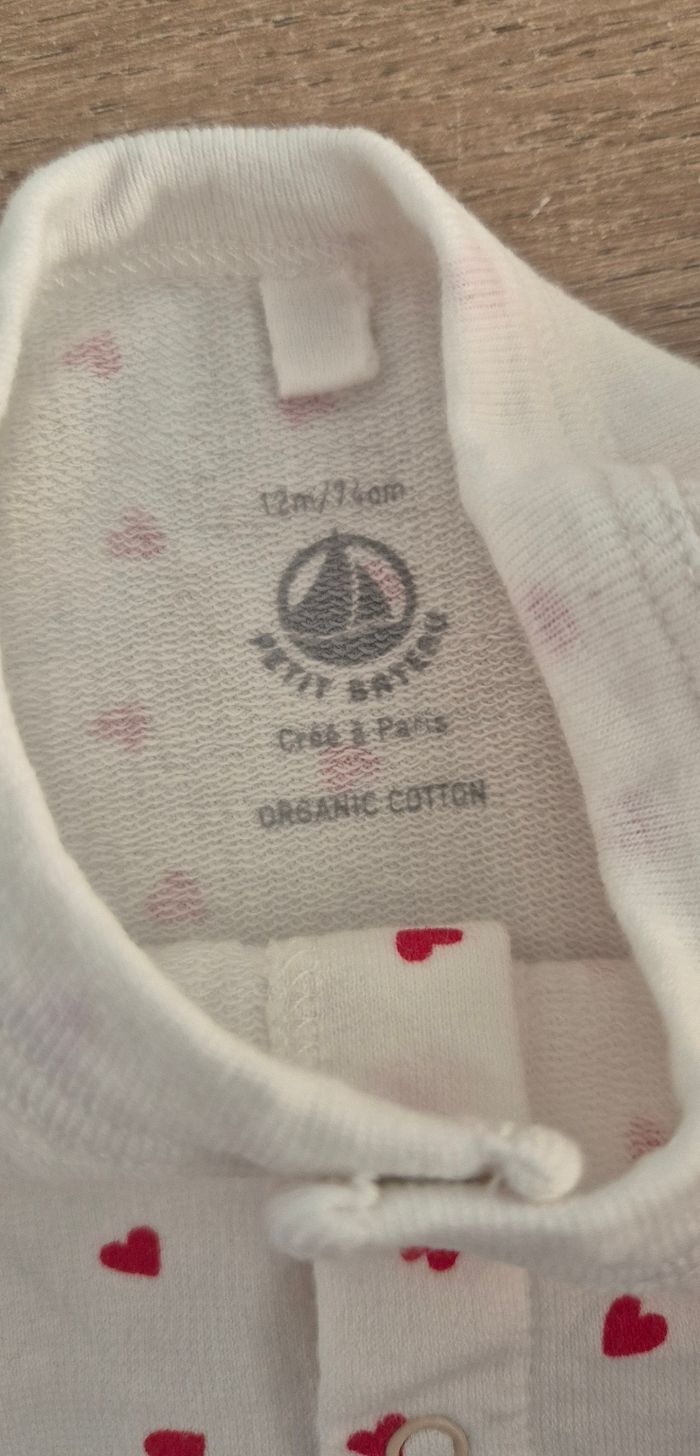 12m/74cm
PETIT BATEAU
Créé à Paris
ORGANIC COTTON